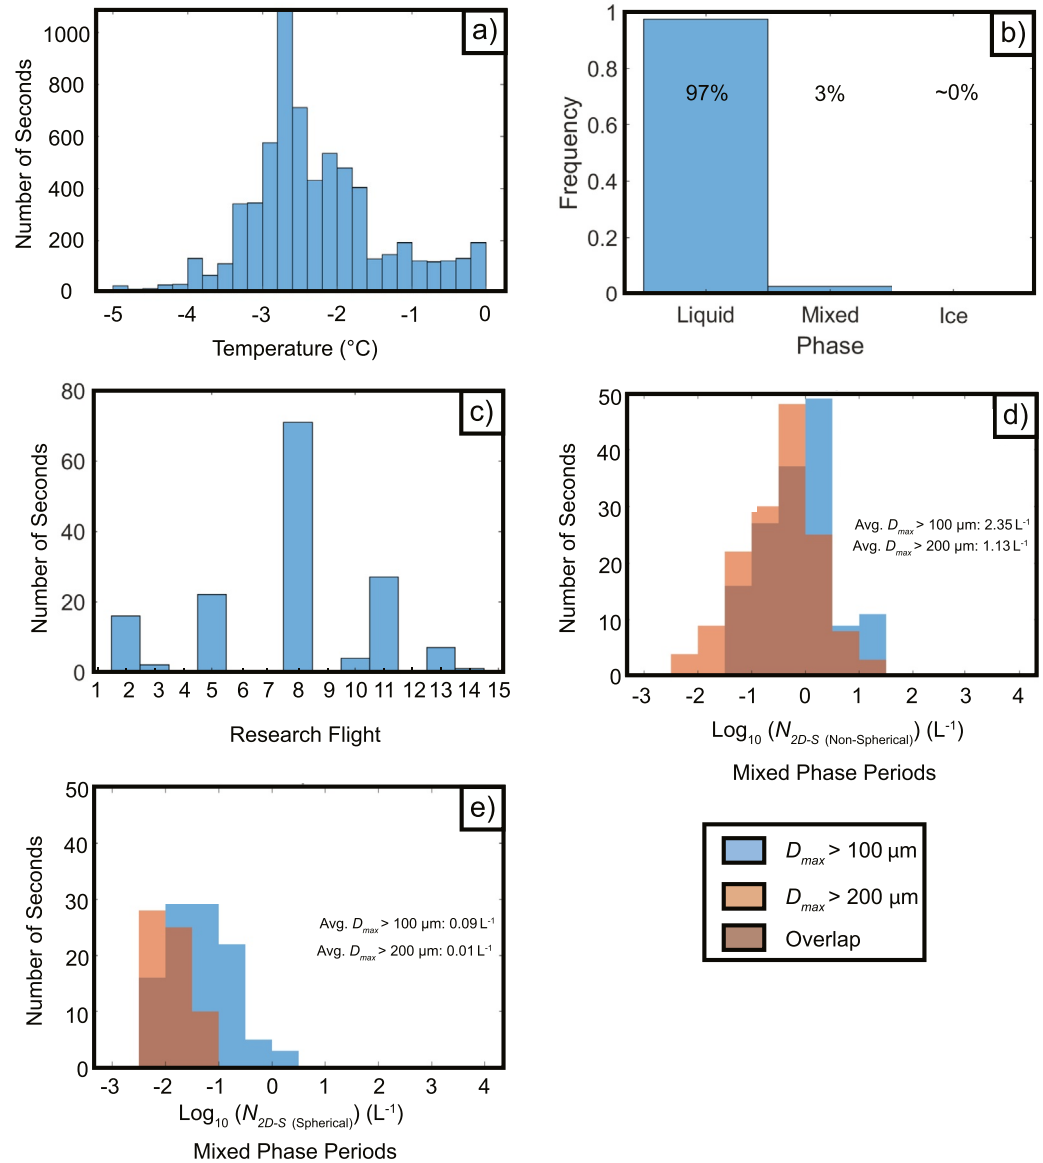 a)
1000
800
600
400
200
0
Number of Seconds
-5 -4 -3 -2 -1 0
Temperature (°C)
b)
1
0.8
0.6
0.4
0.2
0
Frequency
97% 3% ~0%
Liquid Mixed Ice
Phase
c)
80
60
40
20
0
Number of Seconds
1 2 3 4 5 6 7 8 9 10 11 12 13 14 15
Research Flight
d)
50
40
30
20
10
0
Number of Seconds
Avg. Dmax > 100 µm: 2.35 L-1
Avg. Dmax > 200 µm: 1.13 L-1
-3 -2 -1 0 1 2 3 4
Log10 (N2D-S (Non-Spherical)) (L-1)
Mixed Phase Periods
e)
50
40
30
20
10
0
Number of Seconds
Avg. Dmax > 100 µm: 0.09 L-1
Avg. Dmax > 200 µm: 0.01 L-1
-3 -2 -1 0 1 2 3 4
Log10 (N2D-S (Spherical)) (L-1)
Mixed Phase Periods
Dmax > 100 µm
Dmax > 200 µm
Overlap